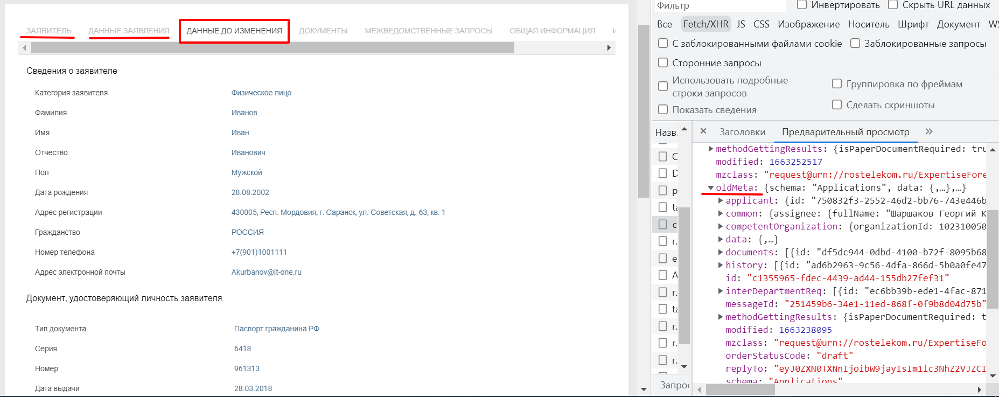 ЗАЯВИТЕЛЬ ДАННЫЕ ЗАЯВЛЕНИЯ ДАННЫЕ ДО ИЗМЕНЕНИЯ ДОКУМЕНТЫ МЕЖВЕДОМСТВЕННЫЕ ЗАПРОСЫ ОБЩАЯ ИНФОРМАЦИЯ
Сведения о заявителе
Категория заявителя Физическое лицо
Фамилия Иванов
Имя Иван
Отчество Иванович
Пол Мужской
Дата рождения 28.08.2002
Адрес регистрации 430005, Респ. Мордовия, г. Саранск, ул. Советская, д. 63, кв. 1
Гражданство РОССИЯ
Номер телефона +7(901)1001111
Адрес электронной почты Akurbanov@it-one.ru
Документ, удостоверяющий личность заявителя
Тип документа Паспорт гражданина РФ
Серия 6418
Номер 961313
Дата выдачи 28.03.2018
Фильтр Инвертировать Скрыть URL данных
Все Fetch/XHR JS CSS Изображение Носитель Шрифт Документ WS
С заблокированными файлами cookie Заблокированные запросы
Сторонние запросы
Использовать подробные
строки запросов
Группировка по фреймам
Показать сведения
Сделать скриншоты
Назв.
× Заголовки Предварительный просмотр »
C
D
p
ta
c
r.
e
A
r.
ta
r.
r.
r.
Запрос
methodGettingResults: {isPaperDocumentRequired: tru
modified: 1663252517
mzclass: "request@urn://rostelekom.ru/ExpertiseFore
oldMeta: {schema: "Applications", data: {,…},…}
applicant: {id: "750832f3-2552-46d2-bb76-743e446b
common: {assignee: {fullName: "Шаршаков Георгий К
competentOrganization: {organizationId: 102310050
data: {,…}
documents: [{id: "df5dc944-0dbd-4100-b72f-8095b68
history: [{id: "ad6b2963-9c56-4dfa-866d-5b0a0fe47
id: "c1355965-fdec-4439-ad44-155db27fef31"
interDepartmentReq: [{id: "ec6bb39b-ede1-4fac-871
messageId: "251459b6-34e1-11ed-868f-0f9b8d04d75b"
methodGettingResults: {isPaperDocumentRequired: t
modified: 1663238095
mzclass: "request@urn://rostelekom.ru/ExpertiseFo
orderStatusCode: "draft"
replyTo: "eyJ0ZXN0TXNnIjoibW9jayIsIm1lc3NhZ2VJZCI
schema: "Applications"